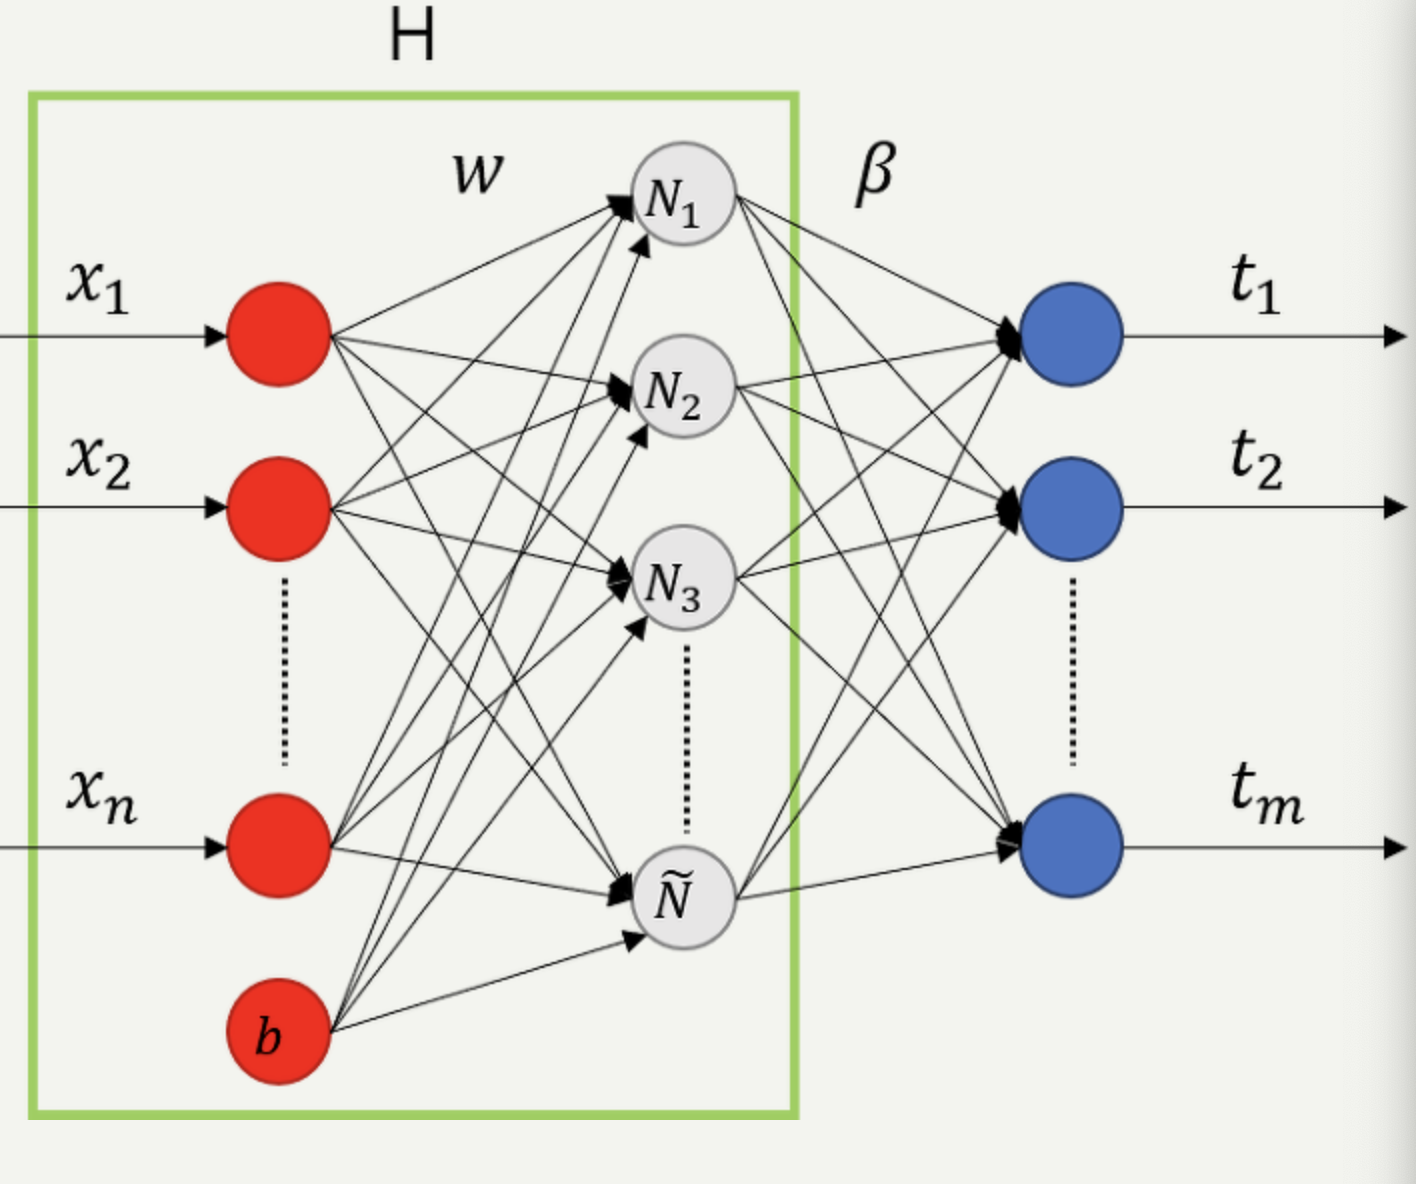 H
w
β
N₁
x₁
t₁
N₂
x₂
t₂
N₃
xₙ
tₘ
Ñ
b